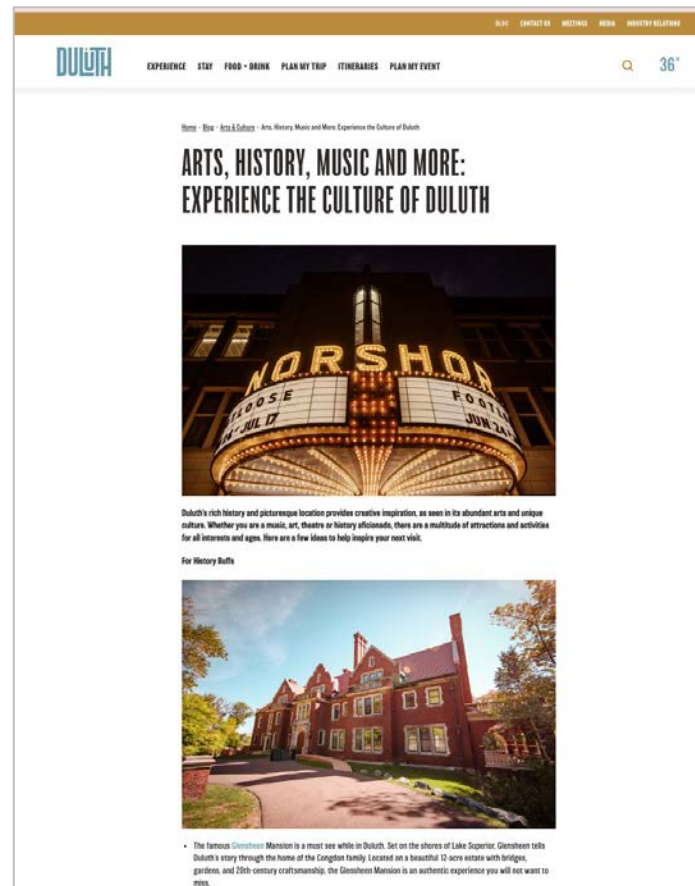 BLOG CONTACT US MEETINGS MEDIA INDUSTRY RELATIONS
DULUTH
EXPERIENCE STAY FOOD + DRINK PLAN MY TRIP ITINERARIES PLAN MY EVENT
36°
Home - Blog - Arts & Culture - Arts, History, Music and More: Experience the Culture of Duluth
ARTS, HISTORY, MUSIC AND MORE:
EXPERIENCE THE CULTURE OF DULUTH
NORSHOR
TLOOSE
FOOTL
JUL 17
JUN 24
Duluth's rich history and picturesque location provides creative inspiration, as seen in its abundant arts and unique
culture. Whether you are a music, art, theatre or history aficionado, there are a multitude of attractions and activities
for all interests and ages. Here are a few ideas to help inspire your next visit.
For History Buffs
• The famous Glensheen Mansion is a must see while in Duluth. Set on the shores of Lake Superior, Glensheen tells
Duluth's story through the home of the Congdon family. Located on a beautiful 12-acre estate with bridges,
gardens, and 20th-century craftsmanship, the Glensheen Mansion is an authentic experience you will not want to
miss.